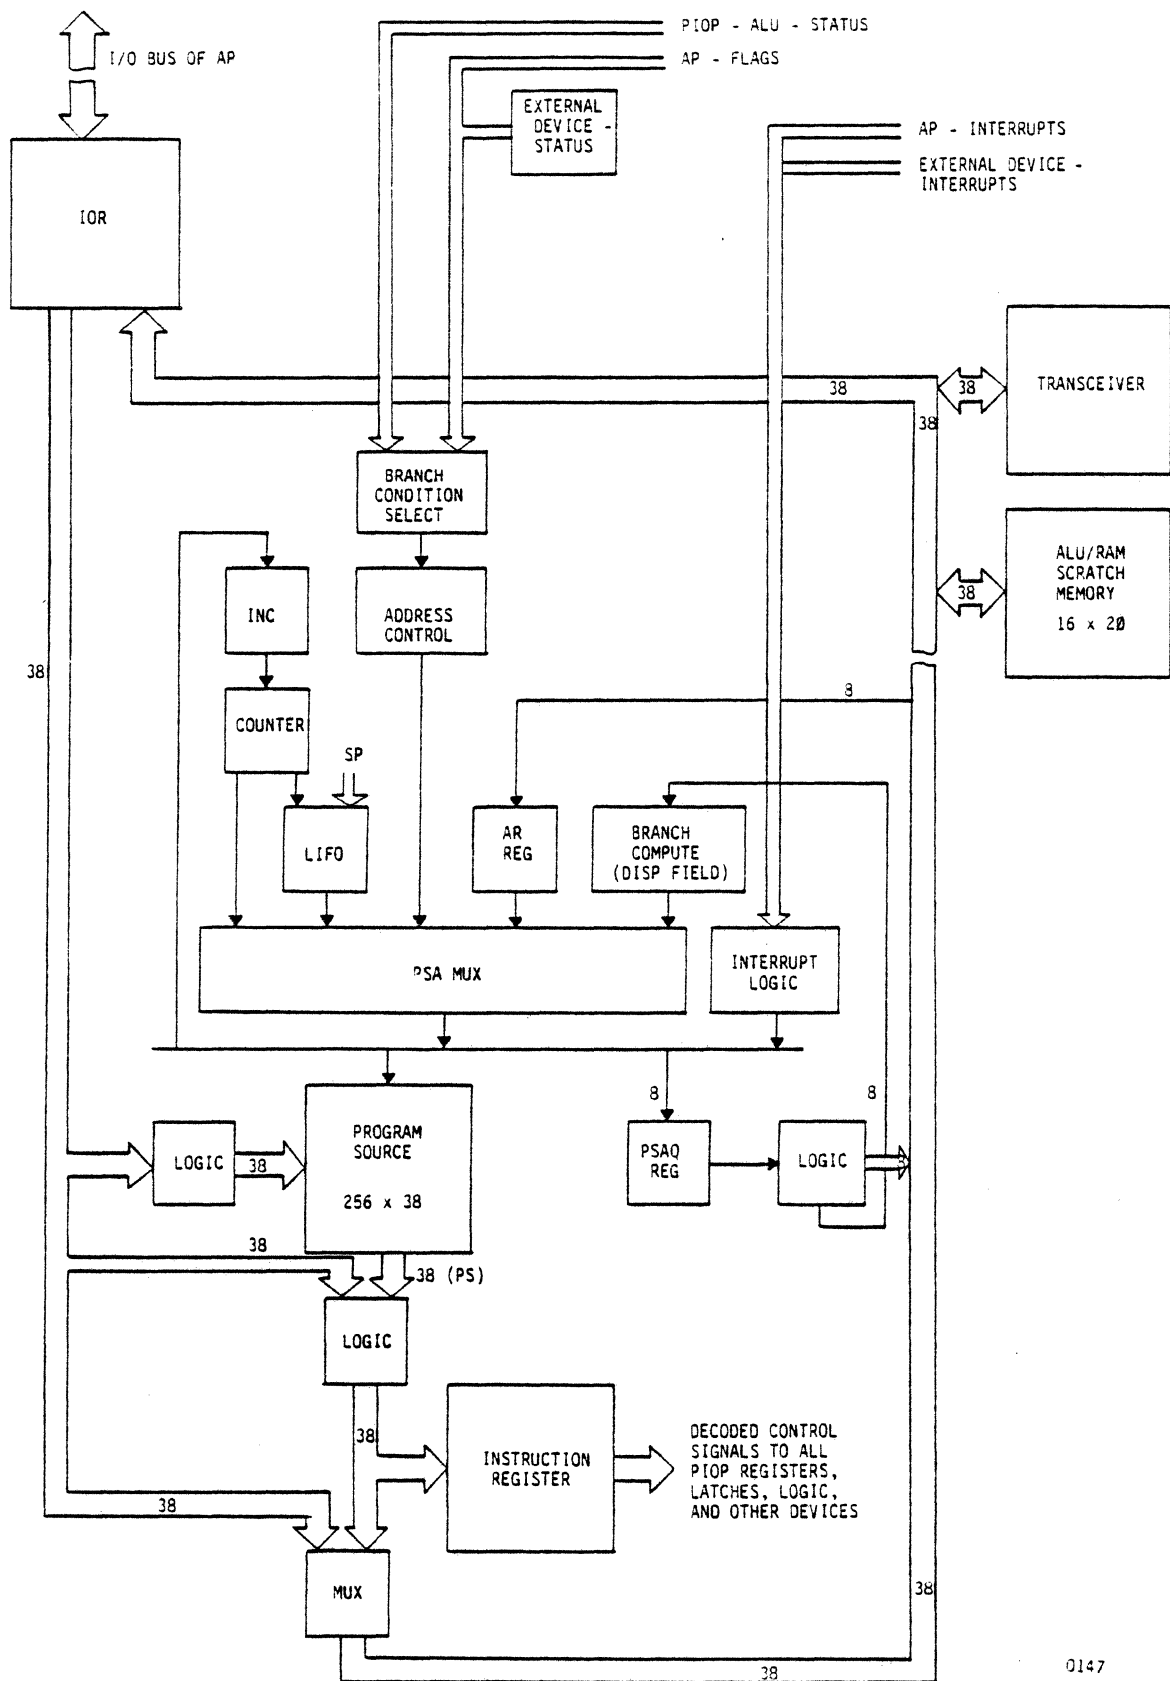 PIOP - ALU - STATUS
I/O BUS OF AP
AP - FLAGS
EXTERNAL
DEVICE -
STATUS
AP - INTERRUPTS
EXTERNAL DEVICE -
INTERRUPTS
IOR
38
38
TRANSCEIVER
38
BRANCH
CONDITION
SELECT
ALU/RAM
SCRATCH
MEMORY
16 x 20
38
INC
ADDRESS
CONTROL
38
8
COUNTER
SP
LIFO
AR
REG
BRANCH
COMPUTE
(DISP FIELD)
PSA MUX
INTERRUPT
LOGIC
8
8
PROGRAM
SOURCE
256 x 38
LOGIC
38
PSAQ
REG
LOGIC
38
38 (PS)
LOGIC
38
INSTRUCTION
REGISTER
DECODED CONTROL
SIGNALS TO ALL
PIOP REGISTERS,
LATCHES, LOGIC,
AND OTHER DEVICES
38
MUX
38
38
0147